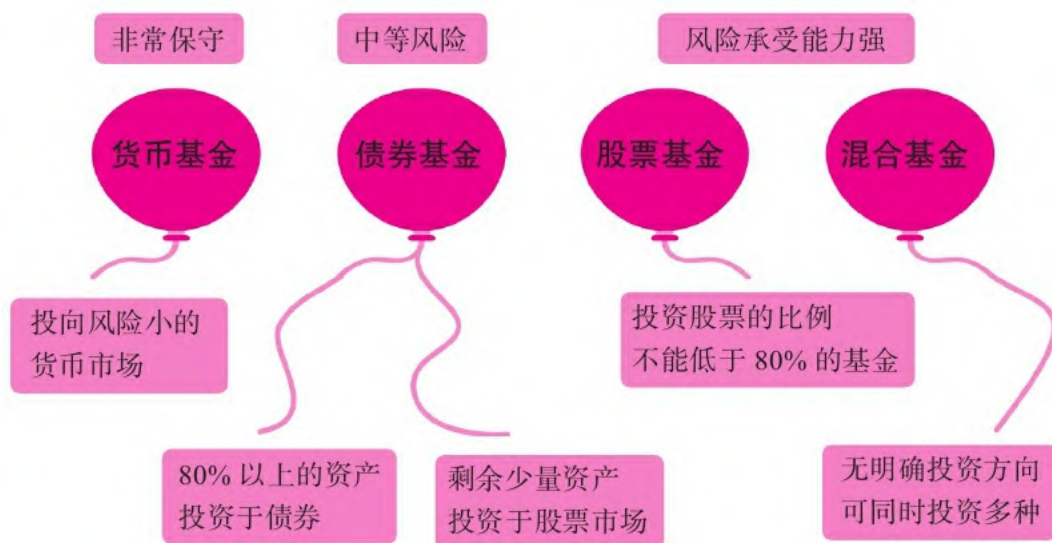 非常保守
中等风险
风险承受能力强
货币基金
债券基金
股票基金
混合基金
投向风险小的
货币市场
投资股票的比例
不能低于 80% 的基金
80% 以上的资产
投资于债券
剩余少量资产
投资于股票市场
无明确投资方向
可同时投资多种